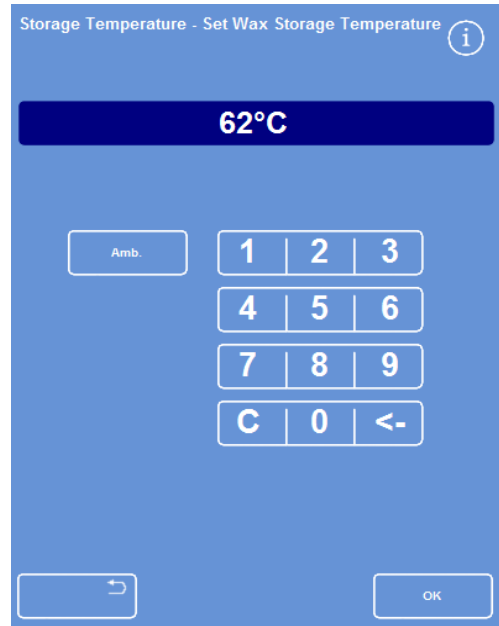 Storage Temperature - Set Wax Storage Temperature i
62°C
Amb. 1 2 3
4 5 6
7 8 9
C 0 <-
OK